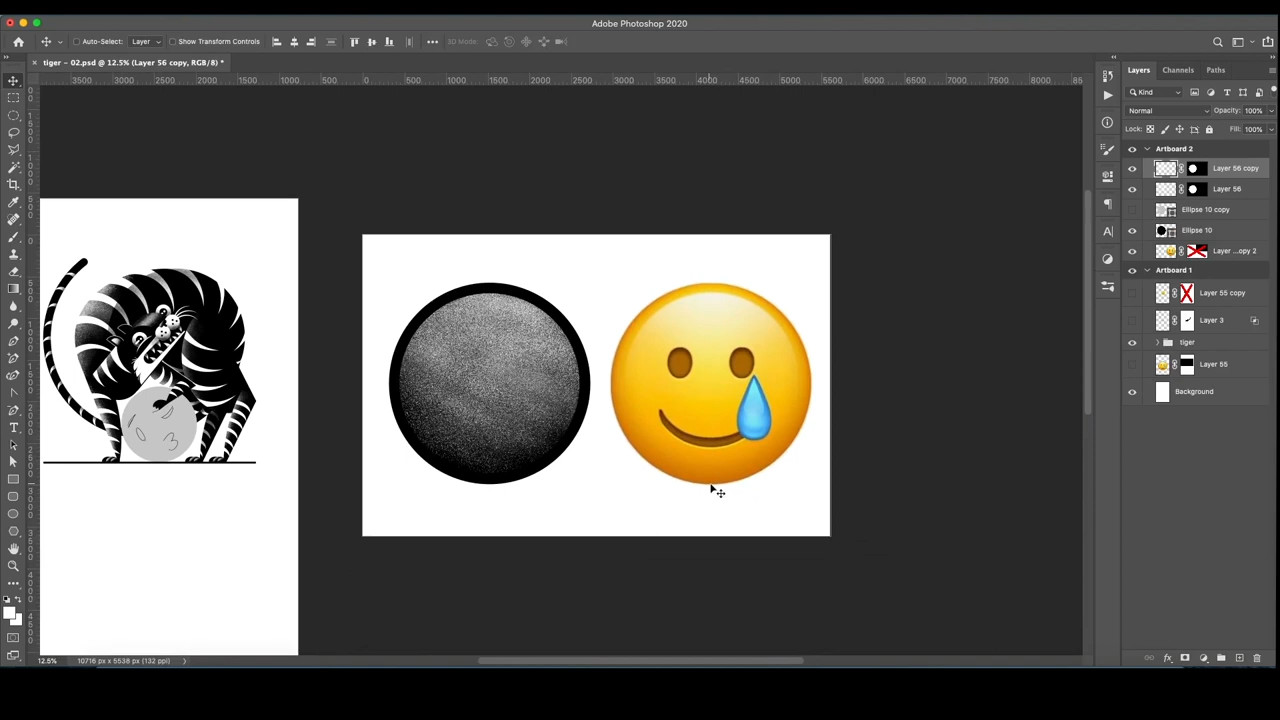 Adobe Photoshop 2020
Auto-Select: Layer Show Transform Controls 3D Mode:
tiger – 02.psd @ 12.5% (Layer 56 copy, RGB/8) *
3500 3000 2500 2000 1500 1000 500 0 500 1000 1500 2000 2500 3000 3500 4000 4500 5000 5500 6000 6500 7000 7500 8000 85
Layers Channels Paths
Kind
Normal Opacity: 100%
Lock: Fill: 100%
Artboard 2
Layer 56 copy
Layer 56
Ellipse 10 copy
Ellipse 10
Layer ...opy 2
Artboard 1
Layer 55 copy
Layer 3
tiger
Layer 55
Background
12.5% 10716 px x 5538 px (132 ppi)